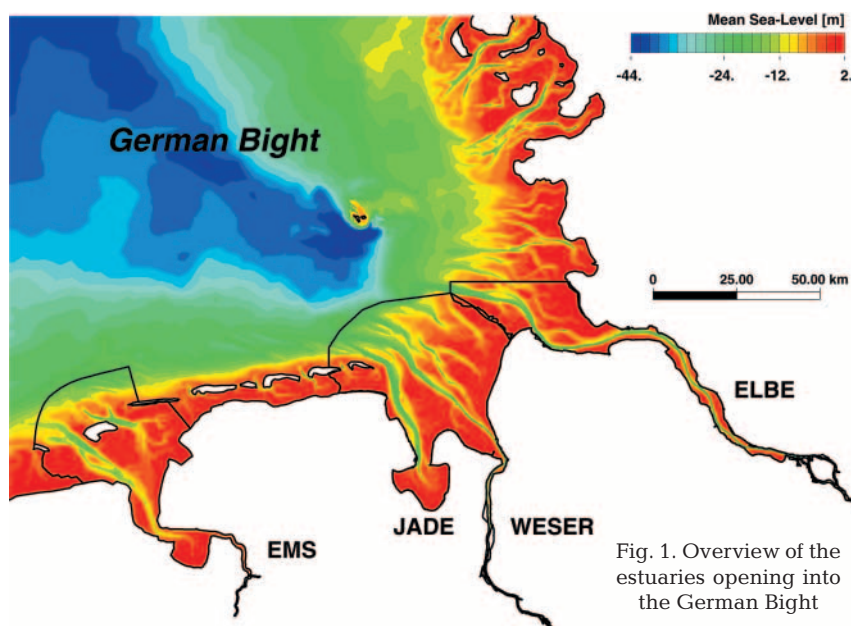 Mean Sea-Level [m]
-44. -24. -12. 2.
German Bight
0 25.00 50.00 km
ELBE
JADE WESER
EMS
Fig. 1. Overview of the
estuaries opening into
the German Bight